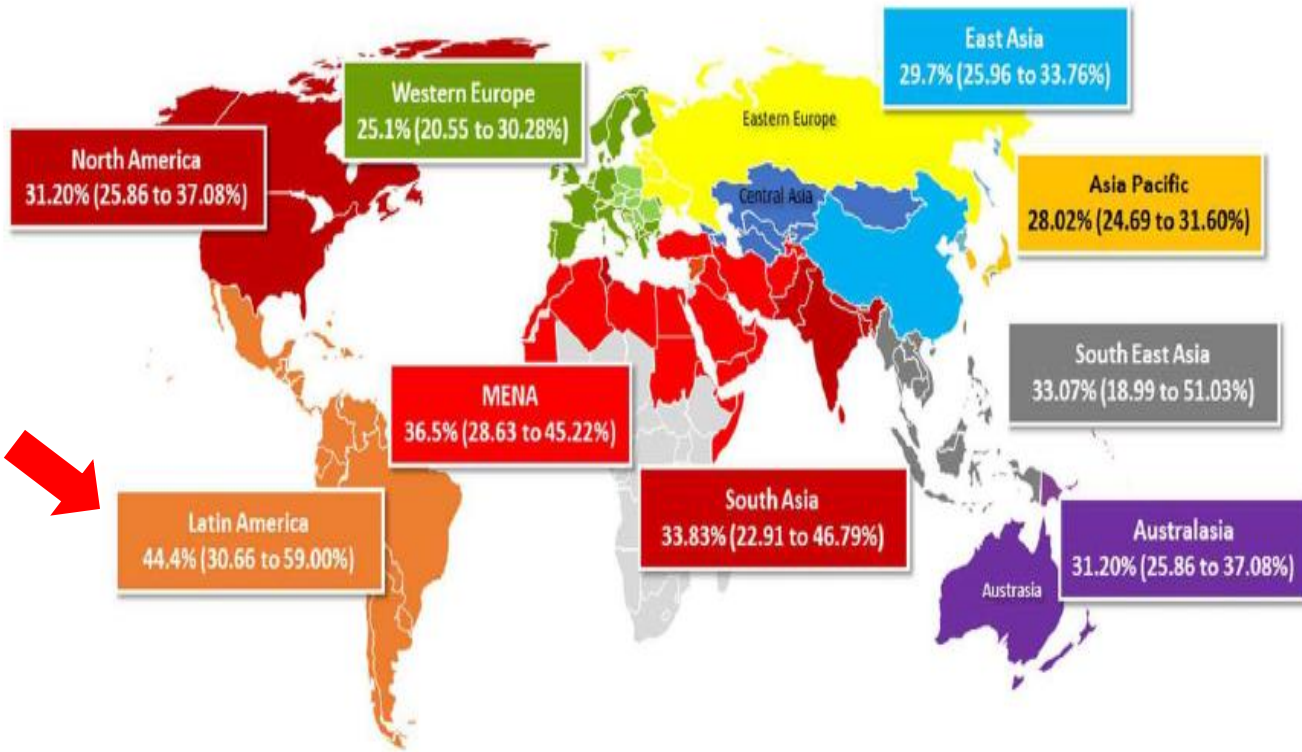 East Asia
29.7% (25.96 to 33.76%)
Western Europe
25.1% (20.55 to 30.28%)
Eastern Europe
North America
31.20% (25.86 to 37.08%)
Central Asia
Asia Pacific
28.02% (24.69 to 31.60%)
South East Asia
33.07% (18.99 to 51.03%)
MENA
36.5% (28.63 to 45.22%)
South Asia
33.83% (22.91 to 46.79%)
Latin America
44.4% (30.66 to 59.00%)
Australasia
31.20% (25.86 to 37.08%)
Austrasia